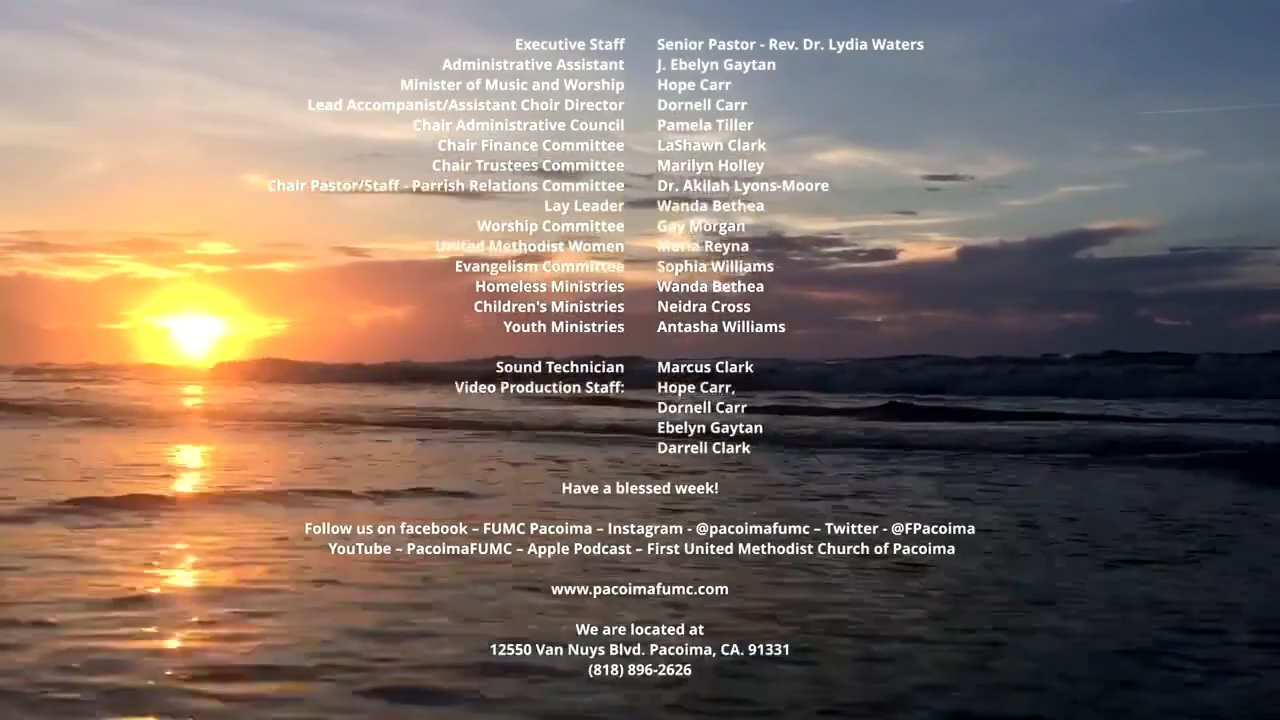 Executive Staff Senior Pastor - Rev. Dr. Lydia Waters
Administrative Assistant J. Ebelyn Gaytan
Minister of Music and Worship Hope Carr
Lead Accompanist/Assistant Choir Director Dornell Carr
Chair Administrative Council Pamela Tiller
Chair Finance Committee LaShawn Clark
Chair Trustees Committee Marilyn Holley
Chair Pastor/Staff - Parrish Relations Committee Dr. Akilah Lyons-Moore
Lay Leader Wanda Bethea
Worship Committee Gay Morgan
United Methodist Women Maria Reyna
Evangelism Committee Sophia Williams
Homeless Ministries Wanda Bethea
Children's Ministries Neidra Cross
Youth Ministries Antasha Williams
Sound Technician Marcus Clark
Video Production Staff: Hope Carr,
Dornell Carr
Ebelyn Gaytan
Darrell Clark
Have a blessed week!
Follow us on facebook – FUMC Pacoima – Instagram - @pacoimafumc – Twitter - @FPacoima
YouTube – PacoimaFUMC – Apple Podcast – First United Methodist Church of Pacoima
www.pacoimafumc.com
We are located at
12550 Van Nuys Blvd. Pacoima, CA. 91331
(818) 896-2626